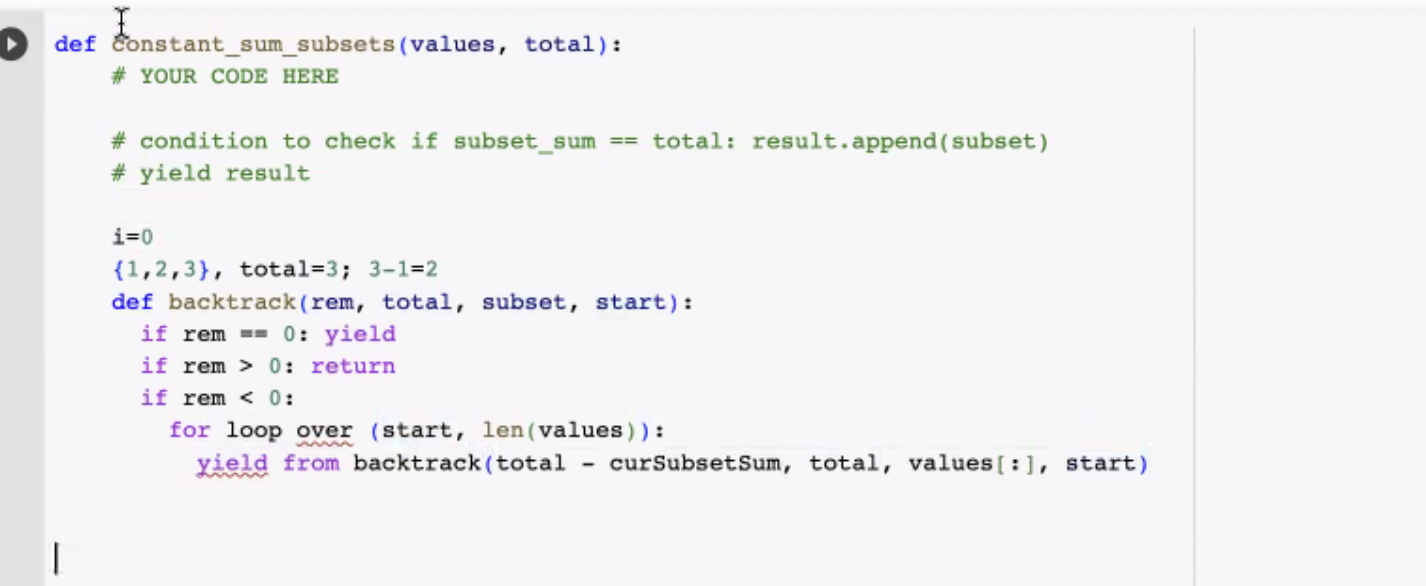 def constant_sum_subsets(values, total):
# YOUR CODE HERE
# condition to check if subset_sum == total: result.append(subset)
# yield result
i=0
{1,2,3}, total=3; 3-1=2
def backtrack(rem, total, subset, start):
if rem == 0: yield
if rem > 0: return
if rem < 0:
for loop over (start, len(values)):
yield from backtrack(total - curSubsetSum, total, values[:], start)